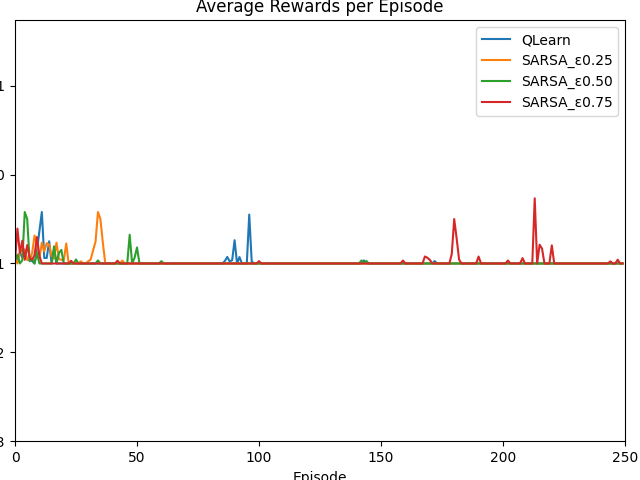 Average Rewards per Episode
QLearn
SARSA_ε0.25
SARSA_ε0.50
SARSA_ε0.75
1
0
1
2
3
0 50 100 150 200 250
Episode